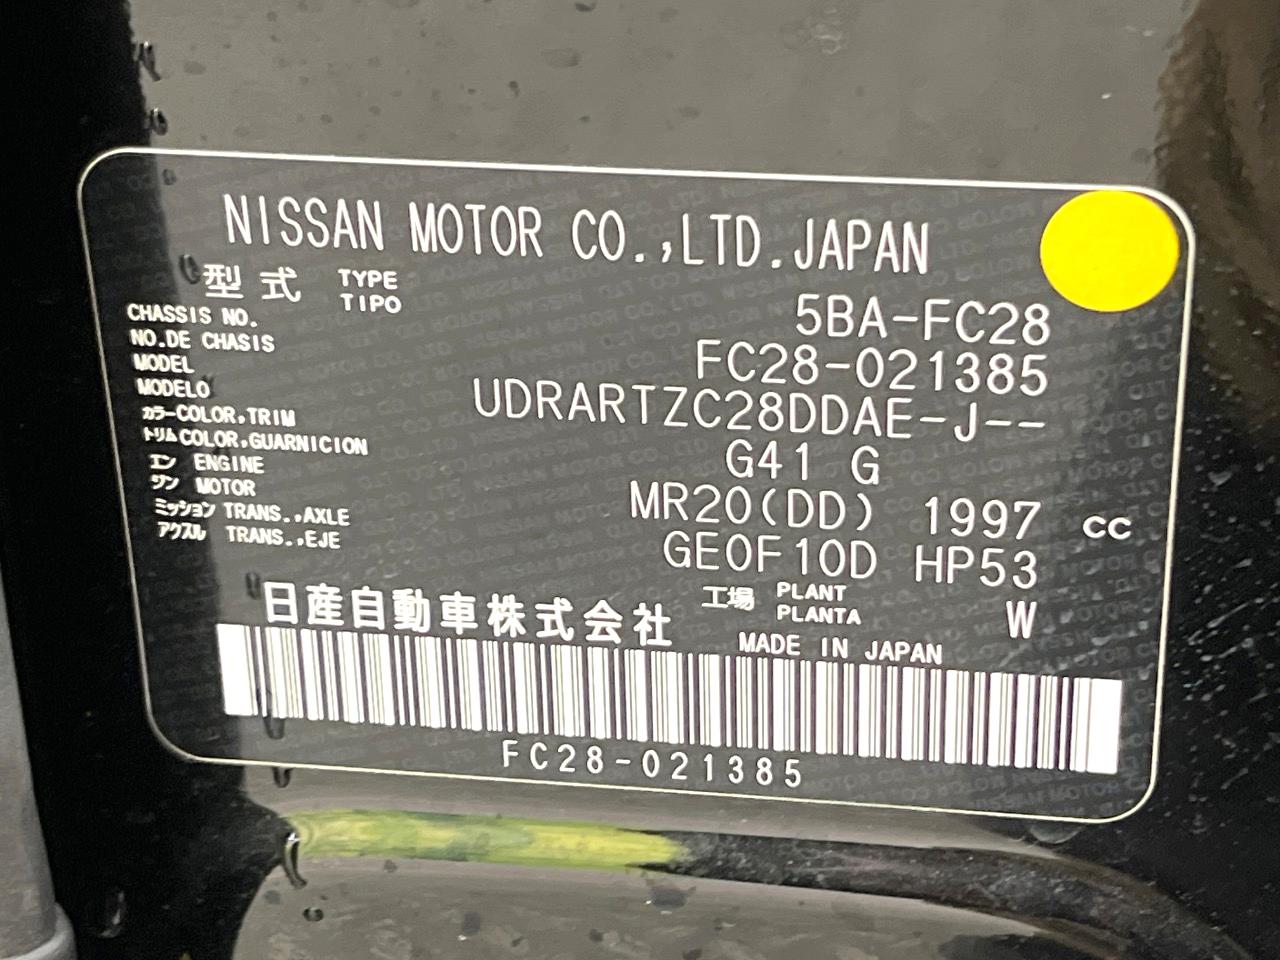 NISSAN MOTOR CO.,LTD.JAPAN
型式 TYPE
TIPO
5BA-FC28
CHASSIS NO.
NO.DE CHASIS
FC28-021385
MODEL
MODELO
UDRARTZC28DDAE-J--
カラーCOLOR,TRIM
トリムCOLOR,GUARNICION
G41 G
エン ENGINE
ジン MOTOR
MR20(DD) 1997 cc
ミッション TRANS.,AXLE
アクスル TRANS.,EJE
GE0F10D HP53
工場 PLANT
PLANTA
W
日産自動車株式会社
MADE IN JAPAN
FC28-021385